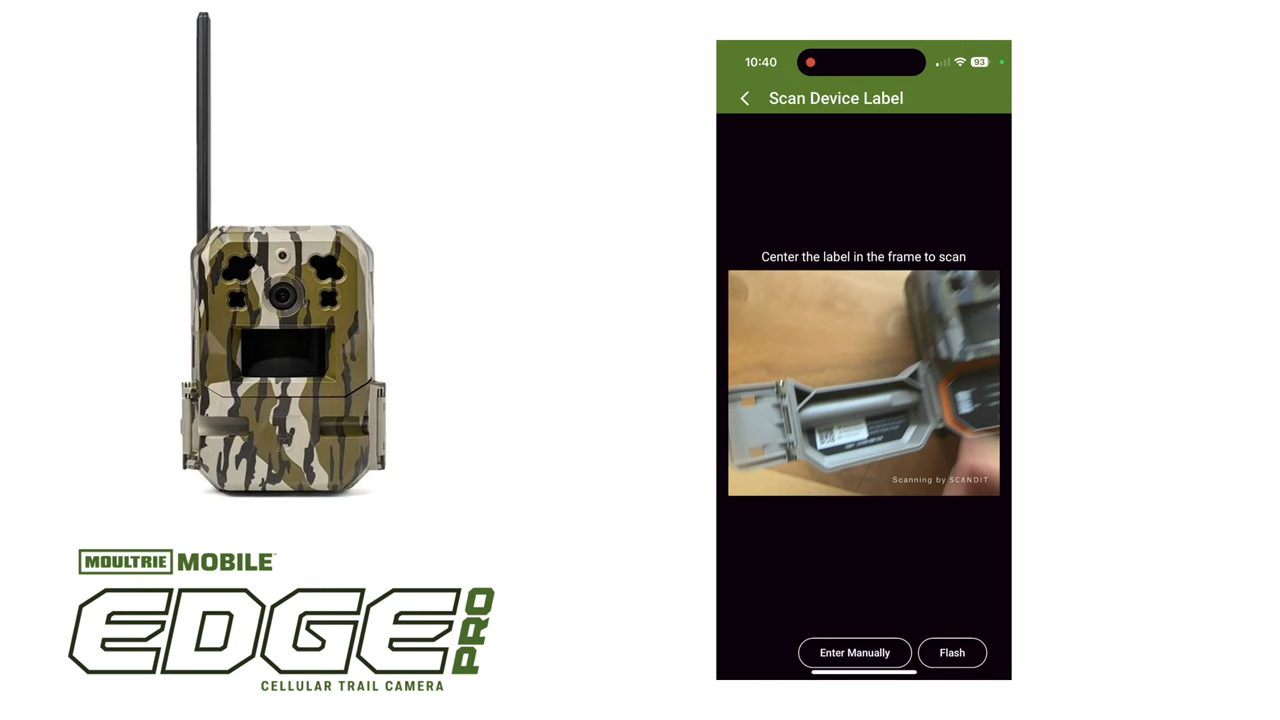 MOULTRIE MOBILE
EDGE PRO
CELLULAR TRAIL CAMERA
10:40
93
Scan Device Label
Center the label in the frame to scan
Scanning by SCANDIT
Enter Manually
Flash